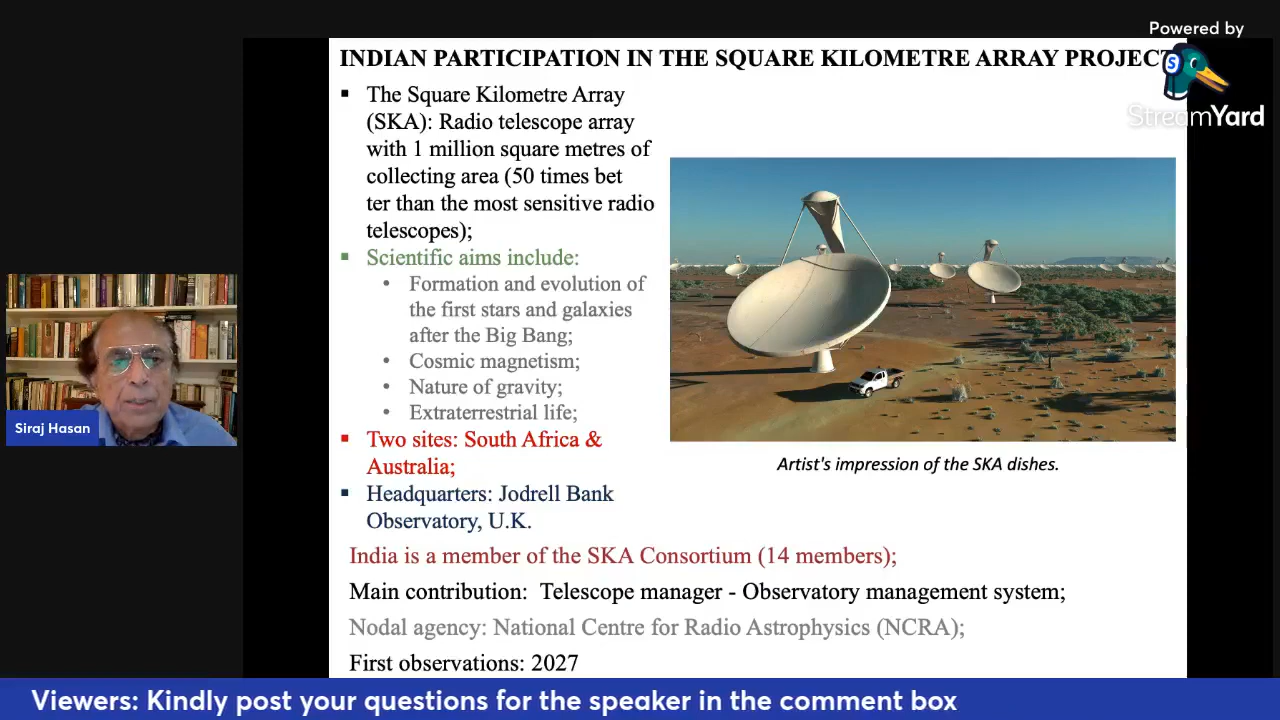 Powered by
StreamYard
INDIAN PARTICIPATION IN THE SQUARE KILOMETRE ARRAY PROJECT
▪ The Square Kilometre Array
(SKA): Radio telescope array
with 1 million square metres of
collecting area (50 times bet
ter than the most sensitive radio
telescopes);
▪ Scientific aims include:
• Formation and evolution of
the first stars and galaxies
after the Big Bang;
• Cosmic magnetism;
• Nature of gravity;
• Extraterrestrial life;
▪ Two sites: South Africa &
Australia;
▪ Headquarters: Jodrell Bank
Observatory, U.K.
Artist's impression of the SKA dishes.
India is a member of the SKA Consortium (14 members);
Main contribution: Telescope manager - Observatory management system;
Nodal agency: National Centre for Radio Astrophysics (NCRA);
First observations: 2027
Siraj Hasan
Viewers: Kindly post your questions for the speaker in the comment box